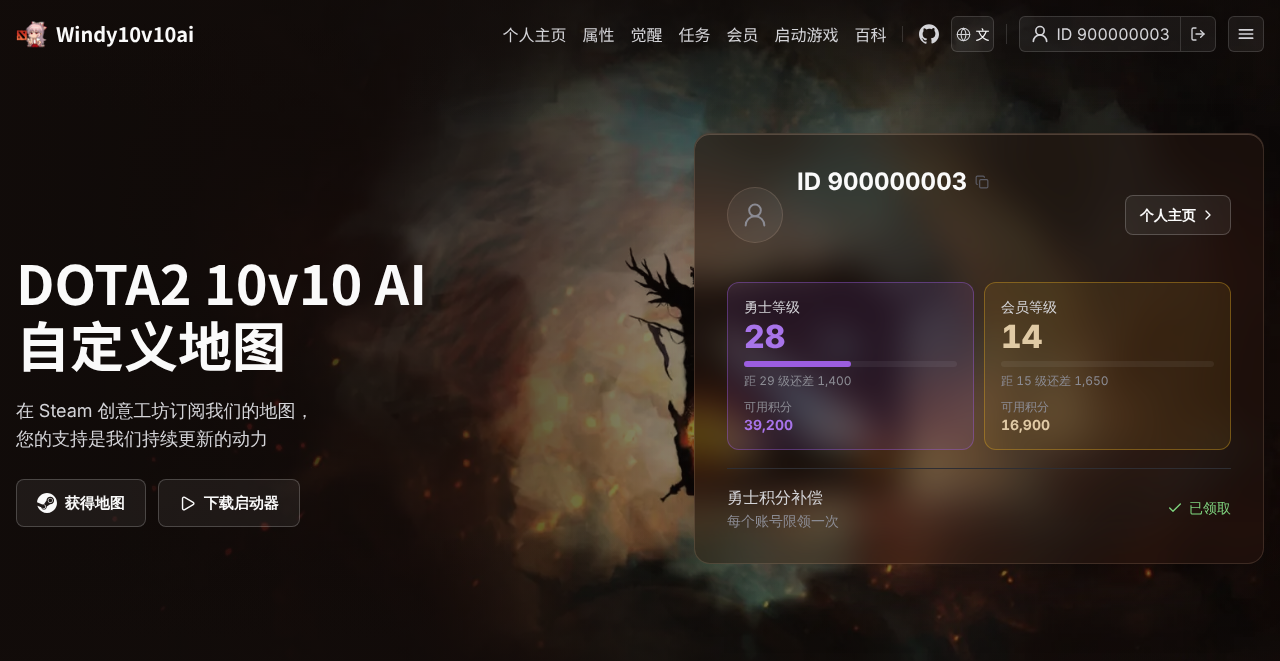 Windy10v10ai
个人主页 属性 觉醒 任务 会员 启动游戏 百科 文 ID 900000003
DOTA2 10v10 AI
自定义地图
在 Steam 创意工坊订阅我们的地图，
您的支持是我们持续更新的动力
获得地图 下载启动器
ID 900000003
个人主页
勇士等级
28
距 29 级还差 1,400
可用积分
39,200
会员等级
14
距 15 级还差 1,650
可用积分
16,900
勇士积分补偿
每个账号限领一次
已领取